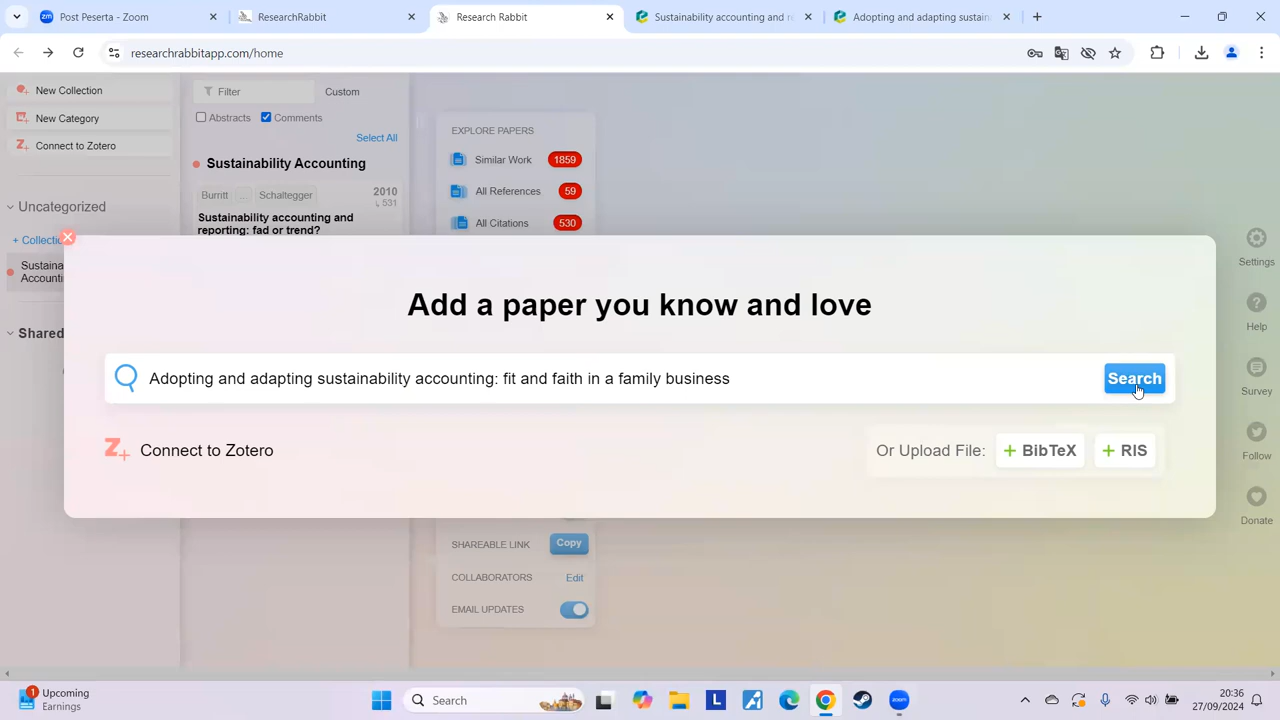 Post Peserta - Zoom
ResearchRabbit
Research Rabbit
Sustainability accounting and re
Adopting and adapting sustain
researchrabbitapp.com/home
New Collection
New Category
Connect to Zotero
Uncategorized
+ Collectio
Sustaina
Accounti
Shared
Filter
Custom
Abstracts
Comments
Select All
Sustainability Accounting
Burritt ... Schaltegger 2010
531
Sustainability accounting and
reporting: fad or trend?
EXPLORE PAPERS
Similar Work 1859
All References 59
All Citations 530
Add a paper you know and love
Adopting and adapting sustainability accounting: fit and faith in a family business
Search
Connect to Zotero
Or Upload File:
+ BibTeX
+ RIS
SHAREABLE LINK
Copy
COLLABORATORS
Edit
EMAIL UPDATES
Settings
Help
Survey
Follow
Donate
1
Upcoming
Earnings
Search
20:36
27/09/2024